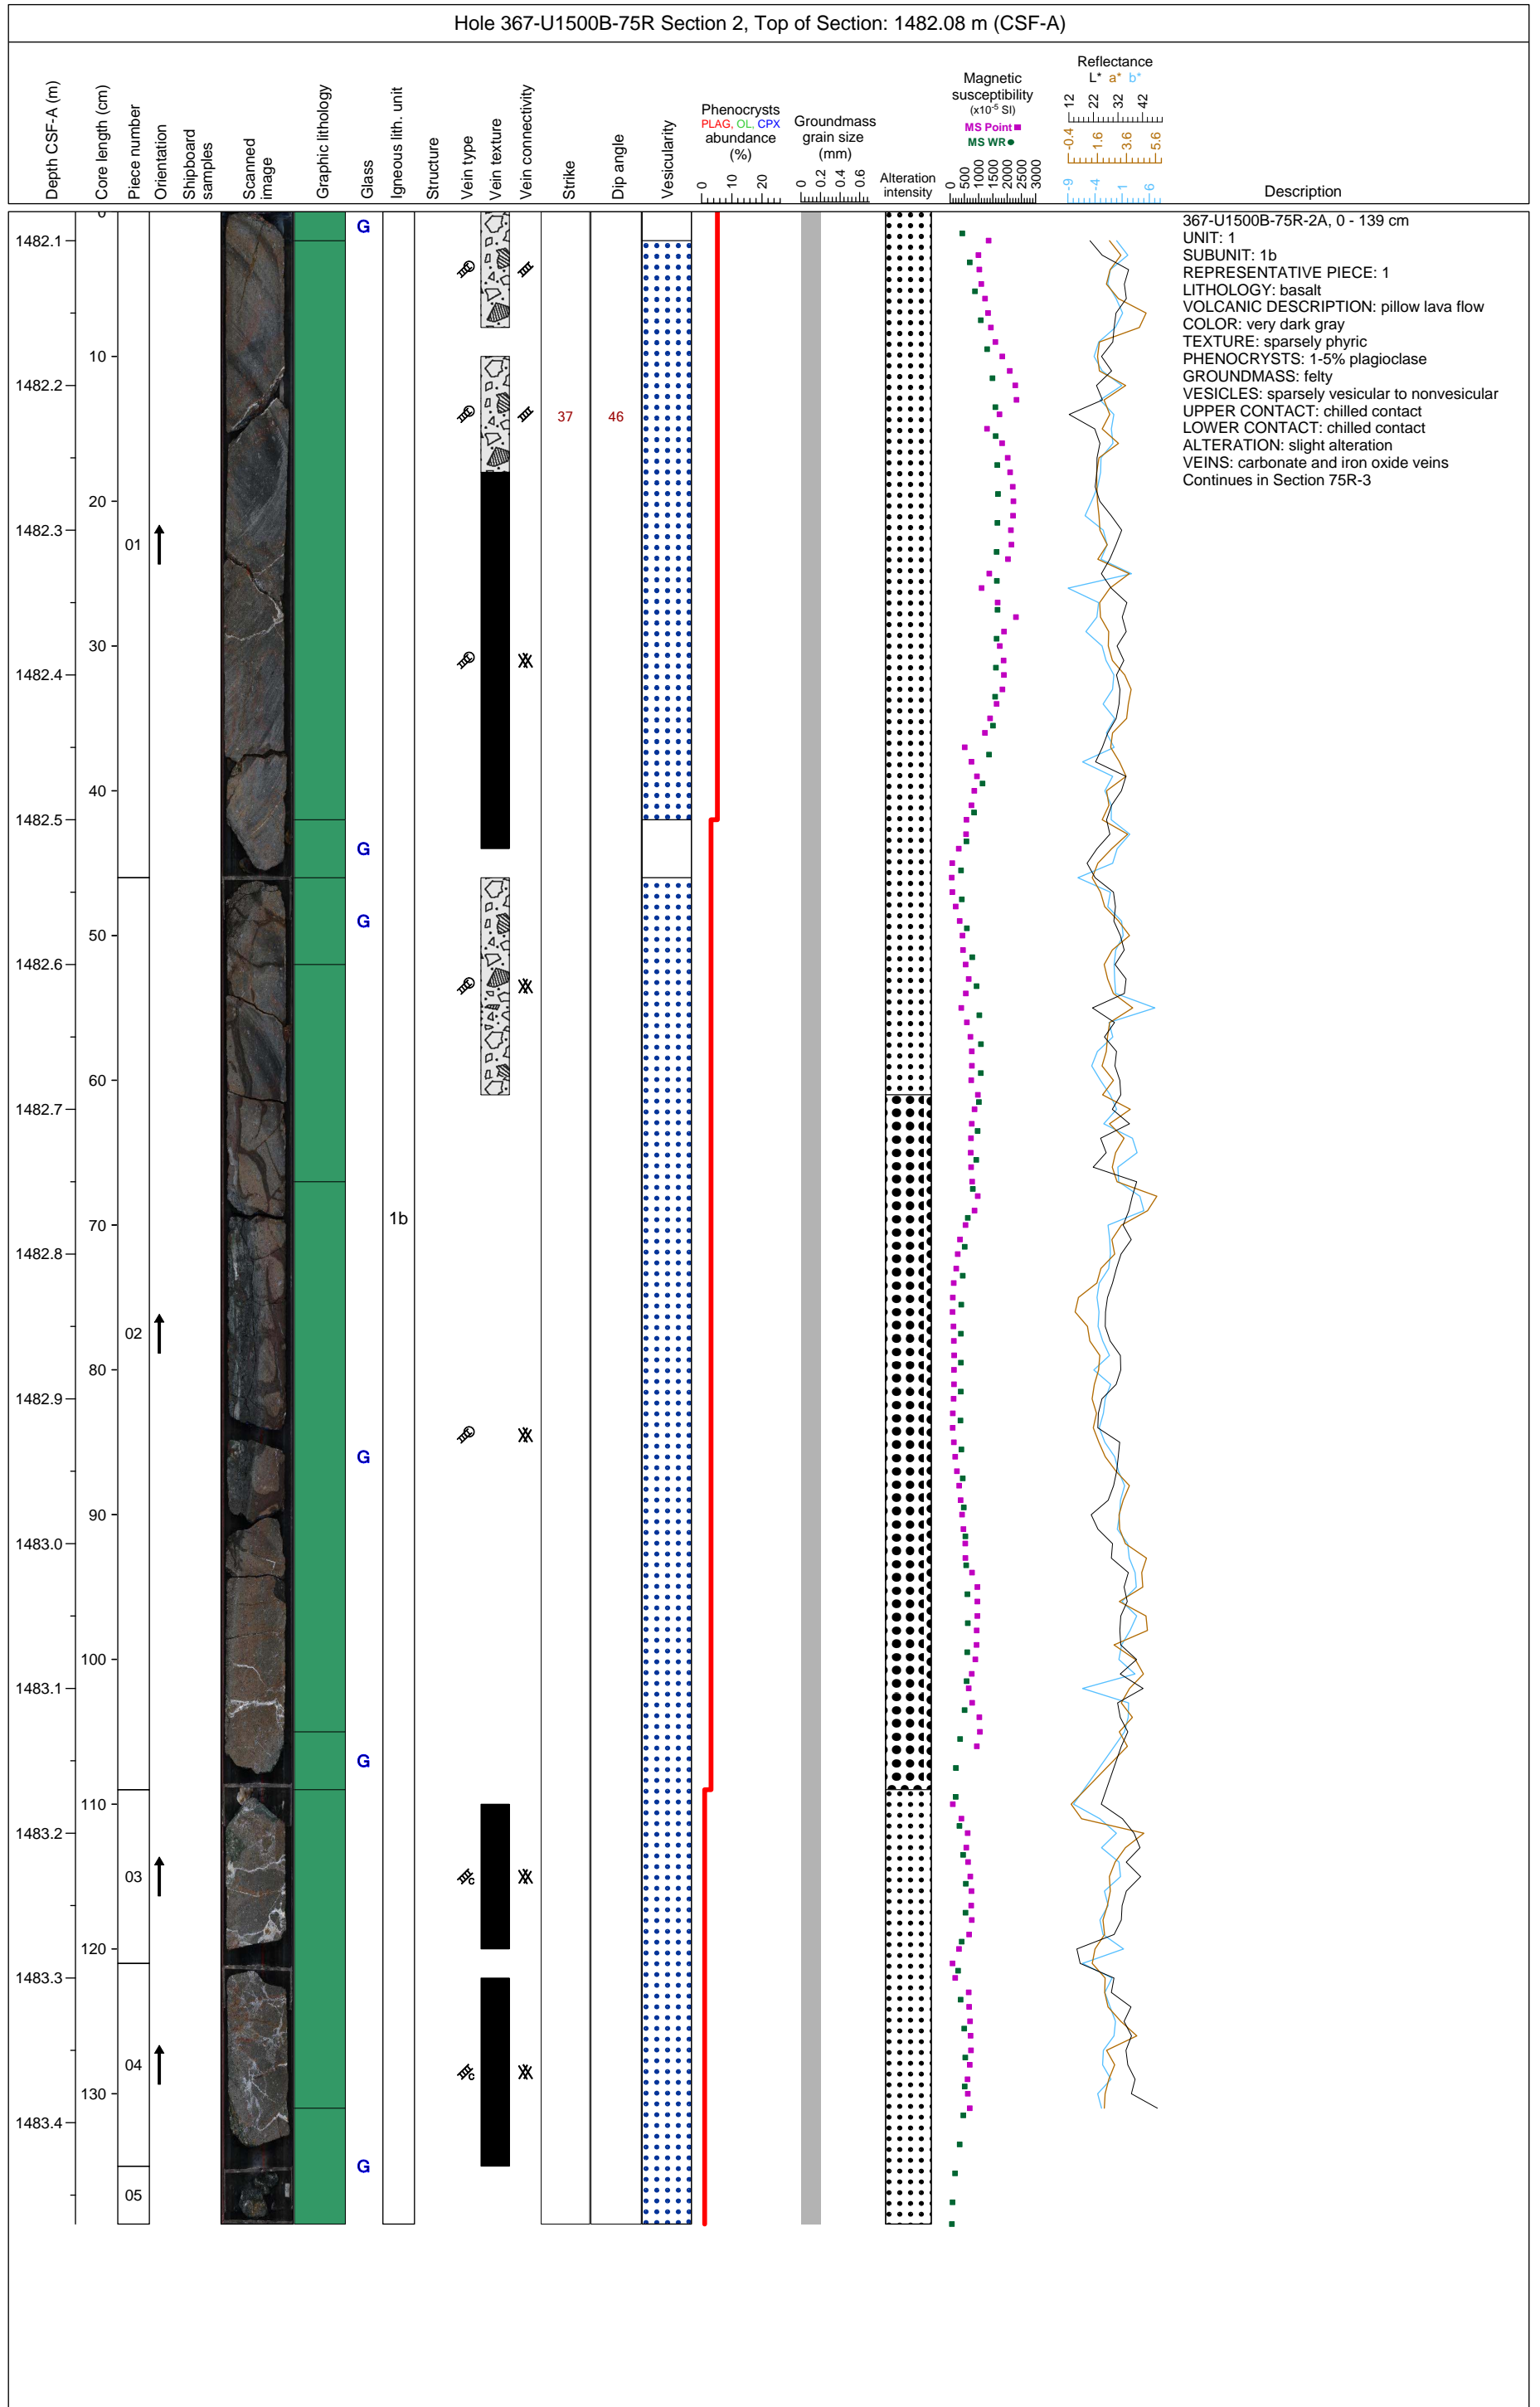 Hole 367-U1500B-75R Section 2, Top of Section: 1482.08 m (CSF-A)
Depth CSF-A (m)
Core length (cm)
Piece number
Orientation
Shipboard
samples
Scanned
image
Graphic lithology
Glass
Igneous lith. unit
Structure
Vein type
Vein texture
Vein connectivity
Strike
Dip angle
Vesicularity
Phenocrysts
PLAG, OL, CPX
abundance
(%)
0 10 20
Groundmass
grain size
(mm)
0 0.2 0.4 0.6
Alteration
intensity
Magnetic
susceptibility
(x10-5 SI)
MS Point
MS WR
0 500 1000 1500 2000 2500 3000
Reflectance
L* a* b*
12 22 32 42
-0.4 1.6 3.6 5.6
-9 -4 1 6
Description
1482.1
1482.2
1482.3
1482.4
1482.5
1482.6
1482.7
1482.8
1482.9
1483.0
1483.1
1483.2
1483.3
1483.4
0
10
20
30
40
50
60
70
80
90
100
110
120
130
01
02
03
04
05
G
G
G
G
G
G
1b
37
46
367-U1500B-75R-2A, 0 - 139 cm
UNIT: 1
SUBUNIT: 1b
REPRESENTATIVE PIECE: 1
LITHOLOGY: basalt
VOLCANIC DESCRIPTION: pillow lava flow
COLOR: very dark gray
TEXTURE: sparsely phyric
PHENOCRYSTS: 1-5% plagioclase
GROUNDMASS: felty
VESICLES: sparsely vesicular to nonvesicular
UPPER CONTACT: chilled contact
LOWER CONTACT: chilled contact
ALTERATION: slight alteration
VEINS: carbonate and iron oxide veins
Continues in Section 75R-3